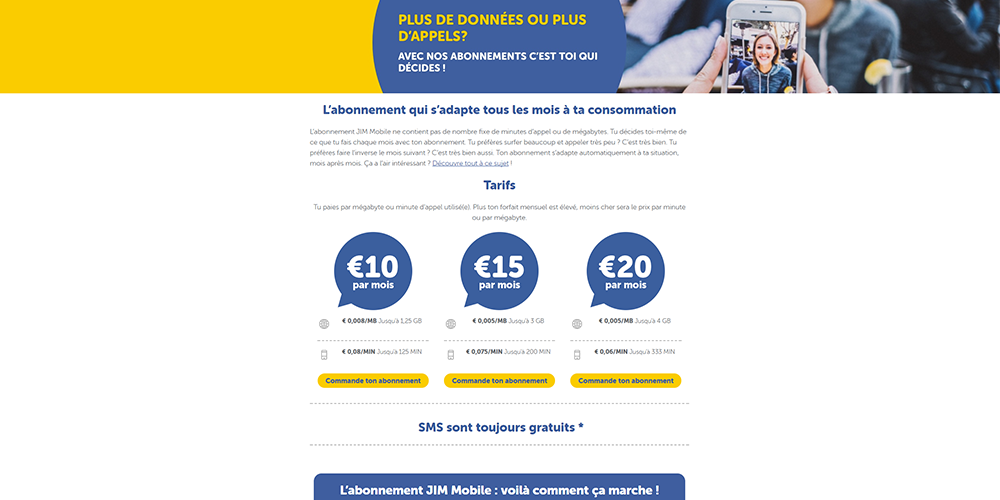 PLUS DE DONNÉES OU PLUS
D'APPELS?
AVEC NOS ABONNEMENTS C'EST TOI QUI
DÉCIDES !
L'abonnement qui s'adapte tous les mois à ta consommation
L'abonnement JIM Mobile ne contient pas de nombre fixe de minutes d'appel ou de mégabytes. Tu décides toi-même de
ce que tu fais chaque mois avec ton abonnement. Tu préfères surfer beaucoup et appeler très peu ? C'est très bien. Tu
préfères faire l'inverse le mois suivant ? C'est très bien aussi. Ton abonnement s'adapte automatiquement à ta situation,
mois après mois. Ça a l'air intéressant ? Découvre tout à ce sujet !
Tarifs
Tu paies par mégabyte ou minute d'appel utilisé(e). Plus ton forfait mensuel est élevé, moins cher sera le prix par minute
ou par mégabyte.
€10 €15 €20
par mois par mois par mois
€ 0,008/MB Jusqu'à 1,25 GB € 0,005/MB Jusqu'à 3 GB € 0,005/MB Jusqu'à 4 GB
€ 0,08/MIN Jusqu'à 125 MIN € 0,075/MIN Jusqu'à 200 MIN € 0,06/MIN Jusqu'à 333 MIN
Commande ton abonnement Commande ton abonnement Commande ton abonnement
SMS sont toujours gratuits *
L'abonnement JIM Mobile : voilà comment ça marche !